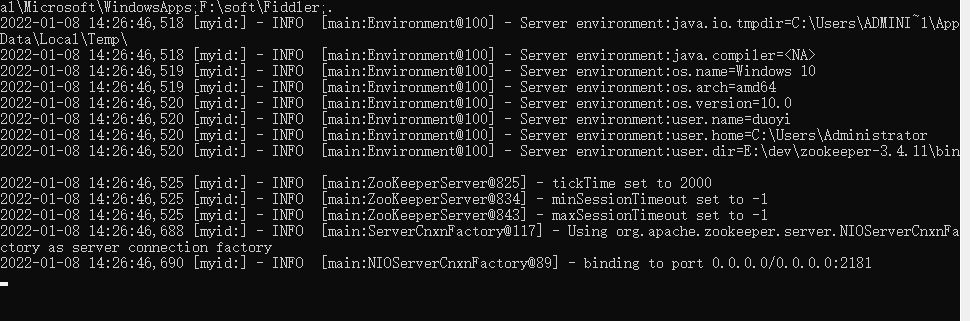 al\Microsoft\WindowsApps;F:\soft\Fiddler;.
2022-01-08 14:26:46,518 [myid:] - INFO  [main:Environment@100] - Server environment:java.io.tmpdir=C:\Users\ADMINI~1\App
Data\Local\Temp\
2022-01-08 14:26:46,518 [myid:] - INFO  [main:Environment@100] - Server environment:java.compiler=<NA>
2022-01-08 14:26:46,519 [myid:] - INFO  [main:Environment@100] - Server environment:os.name=Windows 10
2022-01-08 14:26:46,519 [myid:] - INFO  [main:Environment@100] - Server environment:os.arch=amd64
2022-01-08 14:26:46,520 [myid:] - INFO  [main:Environment@100] - Server environment:os.version=10.0
2022-01-08 14:26:46,520 [myid:] - INFO  [main:Environment@100] - Server environment:user.name=duoyi
2022-01-08 14:26:46,520 [myid:] - INFO  [main:Environment@100] - Server environment:user.home=C:\Users\Administrator
2022-01-08 14:26:46,520 [myid:] - INFO  [main:Environment@100] - Server environment:user.dir=E:\dev\zookeeper-3.4.11\bin
2022-01-08 14:26:46,525 [myid:] - INFO  [main:ZooKeeperServer@825] - tickTime set to 2000
2022-01-08 14:26:46,525 [myid:] - INFO  [main:ZooKeeperServer@834] - minSessionTimeout set to -1
2022-01-08 14:26:46,525 [myid:] - INFO  [main:ZooKeeperServer@843] - maxSessionTimeout set to -1
2022-01-08 14:26:46,688 [myid:] - INFO  [main:ServerCnxnFactory@117] - Using org.apache.zookeeper.server.NIOServerCnxnFa
ctory as server connection factory
2022-01-08 14:26:46,690 [myid:] - INFO  [main:NIOServerCnxnFactory@89] - binding to port 0.0.0.0/0.0.0.0:2181